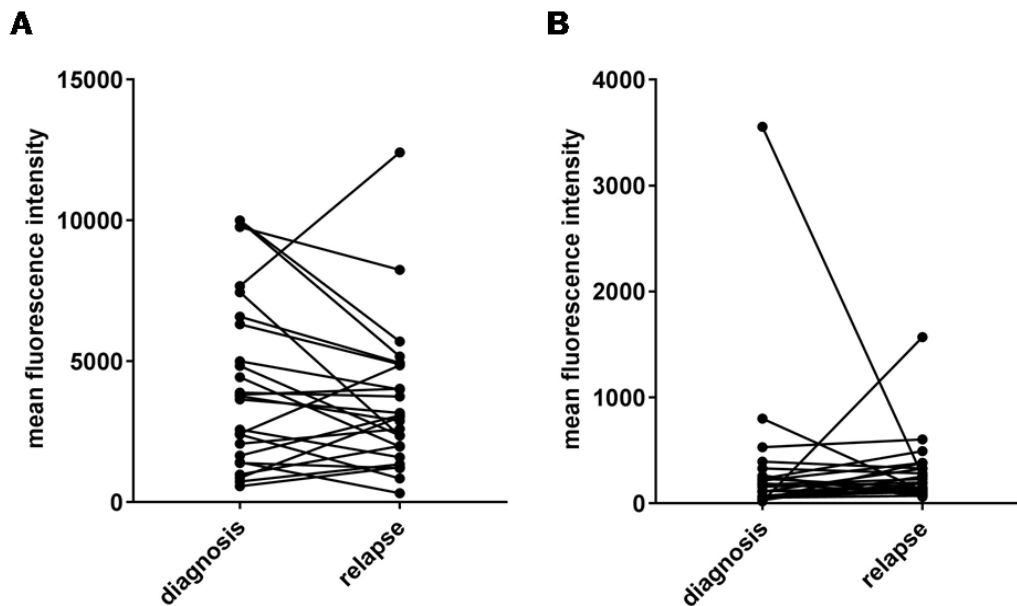 A
B
mean fluorescence intensity
15000
10000
5000
0
diagnosis
relapse
mean fluorescence intensity
4000
3000
2000
1000
0
diagnosis
relapse